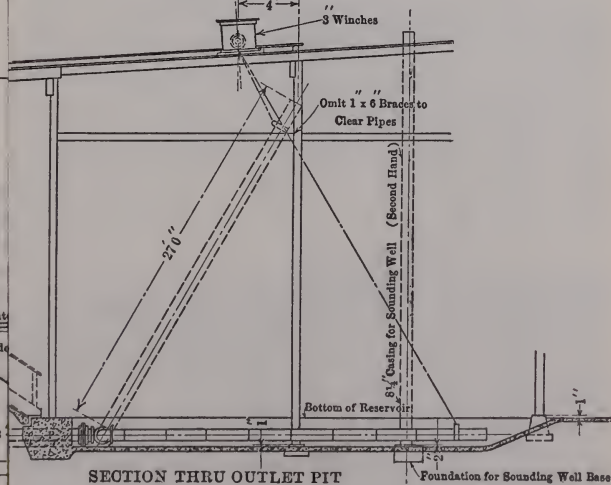 4
3" Winches
Omit 1"x 6" Braces to
Clear Pipes
27'0"
8¼" Casing for Sounding Well (Second Hand)
Bottom of Reservoir
1'
2"
1"
SECTION THRU OUTLET PIT
Foundation for Sounding Well Base